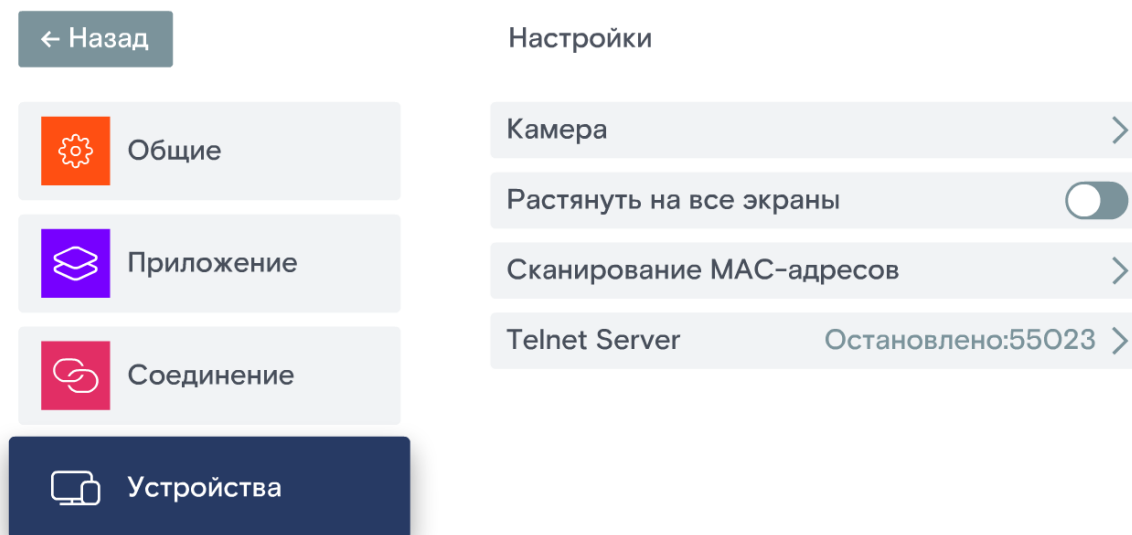 ← Назад
Настройки
Общие
Приложение
Соединение
Устройства
Камера
Растянуть на все экраны
Сканирование MAC-адресов
Telnet Server Остановлено:55023